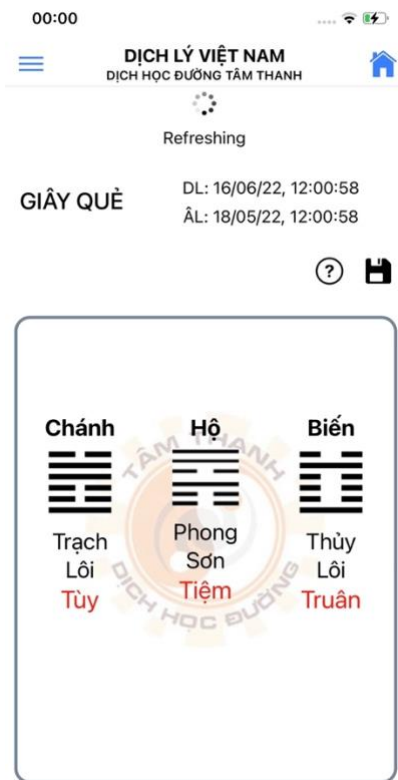 00:00
DỊCH LÝ VIỆT NAM
DỊCH HỌC ĐƯỜNG TÂM THANH
Refreshing
GIÂY QUẺ
DL: 16/06/22, 12:00:58
ÂL: 18/05/22, 12:00:58
?
Chánh
Hộ
Biến
TÂM THANH
Trạch
Lôi
Tùy
Phong
Sơn
Tiệm
Thủy
Lôi
Truân
DỊCH HỌC ĐƯỜNG